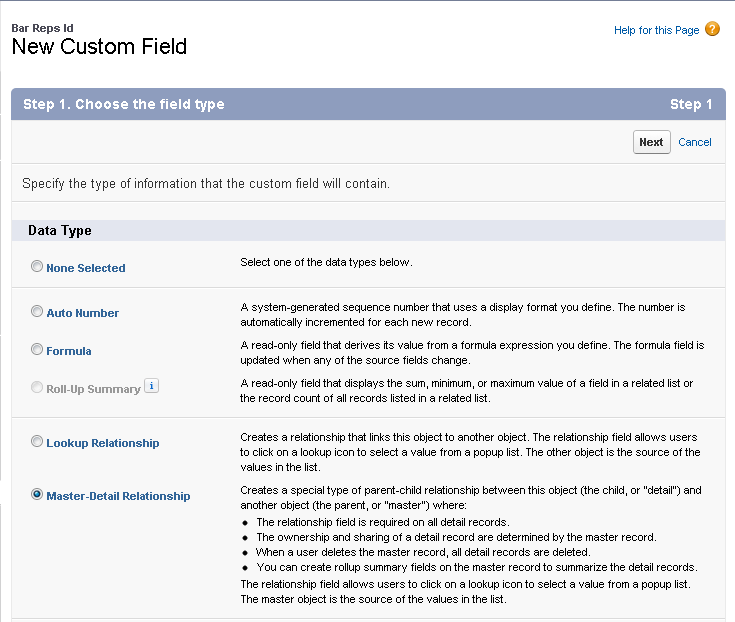 Bar Reps Id
New Custom Field
Help for this Page ?
Step 1. Choose the field type
Step 1
Next
Cancel
Specify the type of information that the custom field will contain.
Data Type
None Selected
Select one of the data types below.
Auto Number
A system-generated sequence number that uses a display format you define. The number is
automatically incremented for each new record.
Formula
A read-only field that derives its value from a formula expression you define. The formula field is
updated when any of the source fields change.
Roll-Up Summary i
A read-only field that displays the sum, minimum, or maximum value of a field in a related list or
the record count of all records listed in a related list.
Lookup Relationship
Creates a relationship that links this object to another object. The relationship field allows users
to click on a lookup icon to select a value from a popup list. The other object is the source of the
values in the list.
Master-Detail Relationship
Creates a special type of parent-child relationship between this object (the child, or "detail") and
another object (the parent, or "master") where:
• The relationship field is required on all detail records.
• The ownership and sharing of a detail record are determined by the master record.
• When a user deletes the master record, all detail records are deleted.
• You can create rollup summary fields on the master record to summarize the detail records.
The relationship field allows users to click on a lookup icon to select a value from a popup list.
The master object is the source of the values in the list.